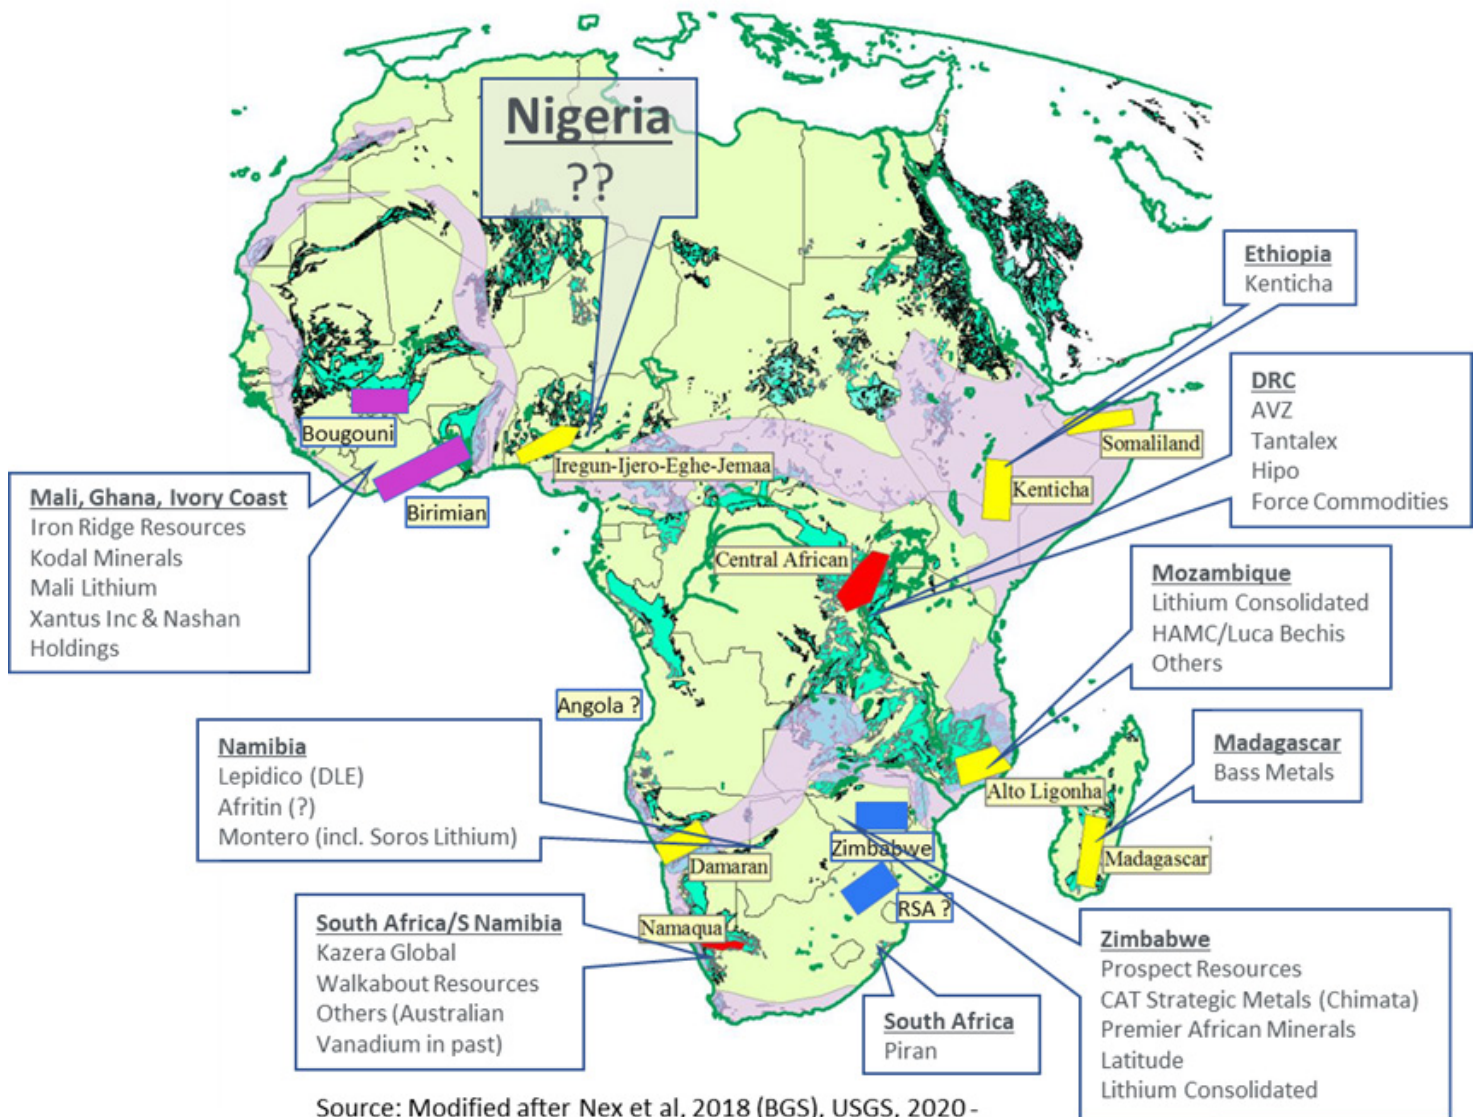 Nigeria
??
Ethiopia
Kenticha
DRC
AVZ
Tantalex
Hipo
Force Commodities
Bougouni
Iregun-Ijero-Eghe-Jemaa
Somaliland
Kenticha
Mali, Ghana, Ivory Coast
Iron Ridge Resources
Kodal Minerals
Mali Lithium
Xantus Inc & Nashan
Holdings
Birimian
Central African
Mozambique
Lithium Consolidated
HAMC/Luca Bechis
Others
Angola ?
Namibia
Lepidico (DLE)
Afritin (?)
Montero (incl. Soros Lithium)
Alto Ligonha
Madagascar
Bass Metals
Zimbabwe
Damaran
Madagascar
RSA ?
Namaqua
South Africa/S Namibia
Kazera Global
Walkabout Resources
Others (Australian
Vanadium in past)
South Africa
Piran
Zimbabwe
Prospect Resources
CAT Strategic Metals (Chimata)
Premier African Minerals
Latitude
Lithium Consolidated
Source: Modified after Nex et al, 2018 (BGS), USGS, 2020 -